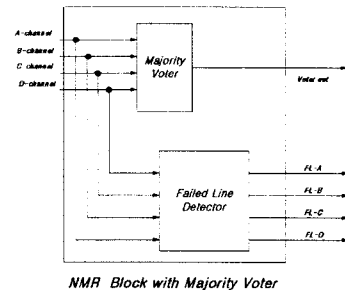 A-channel
B-channel
C channel
D-channel
Majority
Voter
Voter out
Failed Line
Detector
FL-A
FL-B
FL-C
FL-D
NMR Block with Majority Voter